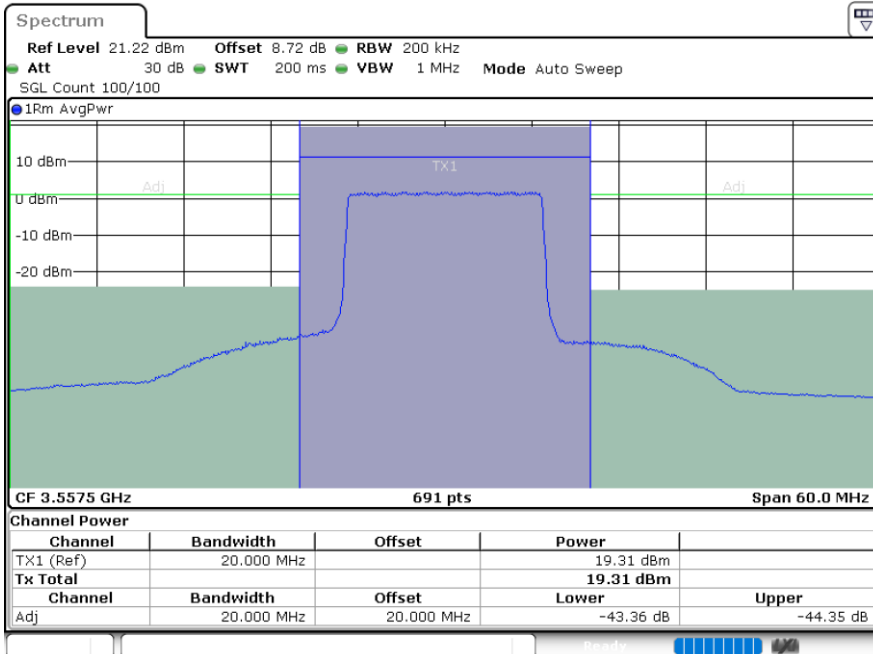 Spectrum
Ref Level 21.22 dBm Offset 8.72 dB RBW 200 kHz
Att 30 dB SWT 200 ms VBW 1 MHz Mode Auto Sweep
SGL Count 100/100
1Rm AvgPwr
10 dBm
TX1
Adj Adj
0 dBm
-10 dBm
-20 dBm
CF 3.5575 GHz 691 pts Span 60.0 MHz
Channel Power
Channel Bandwidth Offset Power
TX1 (Ref) 20.000 MHz 19.31 dBm
Tx Total 19.31 dBm
Channel Bandwidth Offset Lower Upper
Adj 20.000 MHz 20.000 MHz -43.36 dB -44.35 dB
Ready